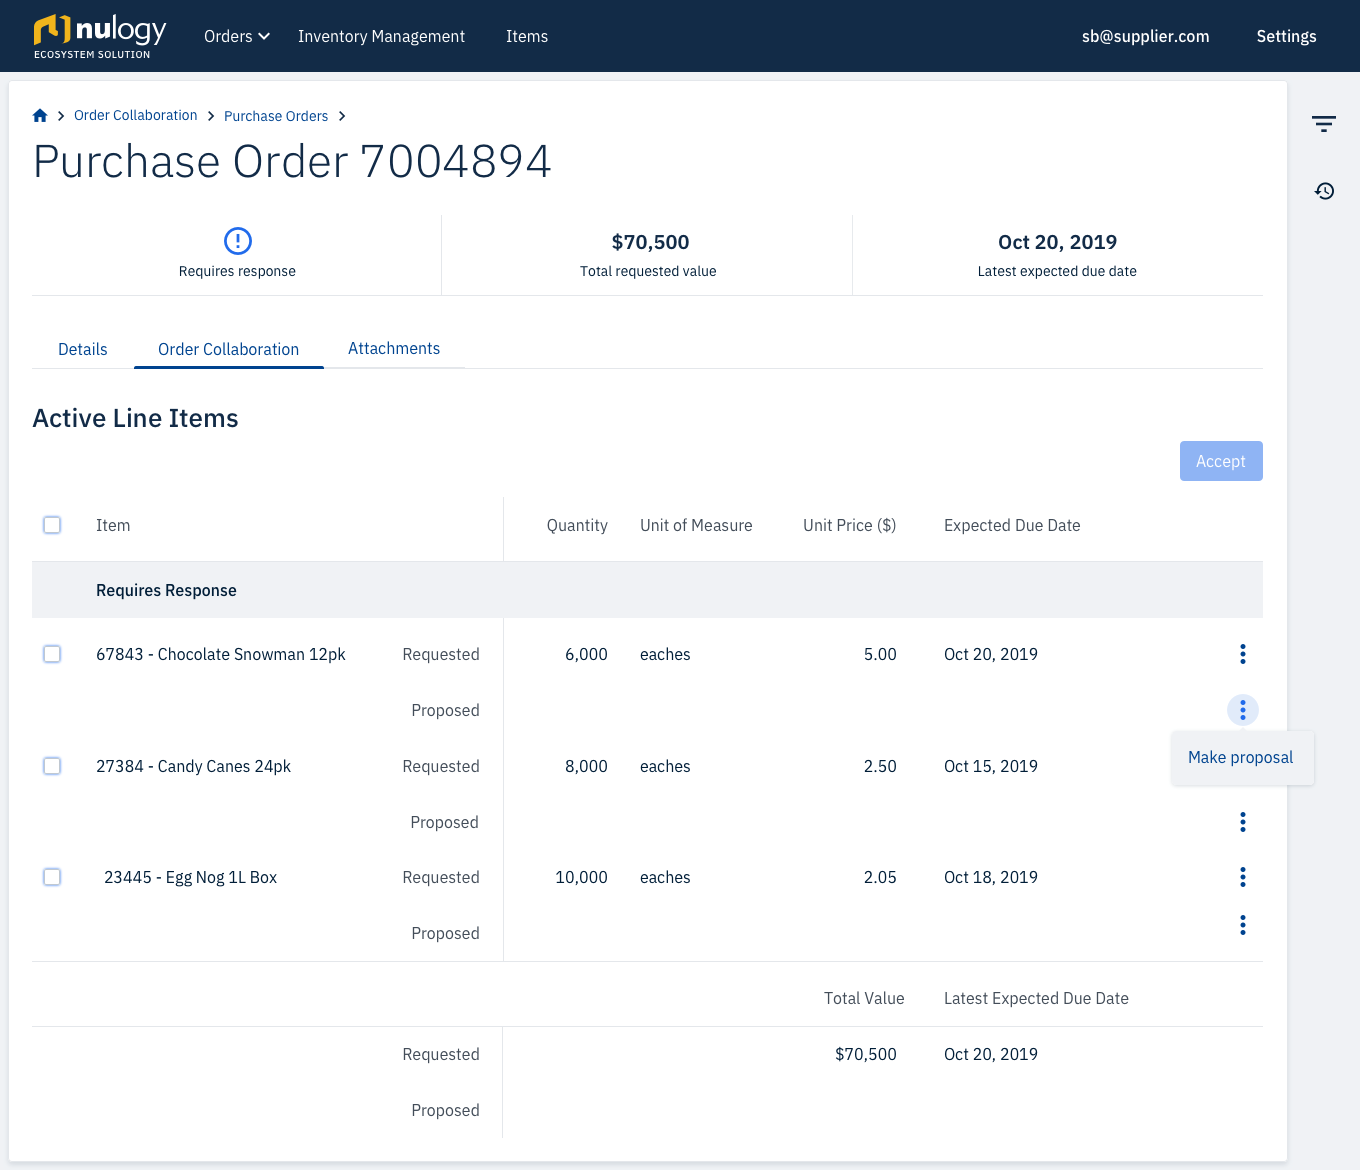 nulogy
ECOSYSTEM SOLUTION
Orders
Inventory Management
Items
sb@supplier.com
Settings
Order Collaboration
Purchase Orders
Purchase Order 7004894
Requires response
$70,500
Total requested value
Oct 20, 2019
Latest expected due date
Details
Order Collaboration
Attachments
Active Line Items
Accept
Item Quantity Unit of Measure Unit Price ($) Expected Due Date
Requires Response
67843 - Chocolate Snowman 12pk Requested 6,000 eaches 5.00 Oct 20, 2019
Proposed
Make proposal
27384 - Candy Canes 24pk Requested 8,000 eaches 2.50 Oct 15, 2019
Proposed
23445 - Egg Nog 1L Box Requested 10,000 eaches 2.05 Oct 18, 2019
Proposed
Total Value Latest Expected Due Date
Requested $70,500 Oct 20, 2019
Proposed